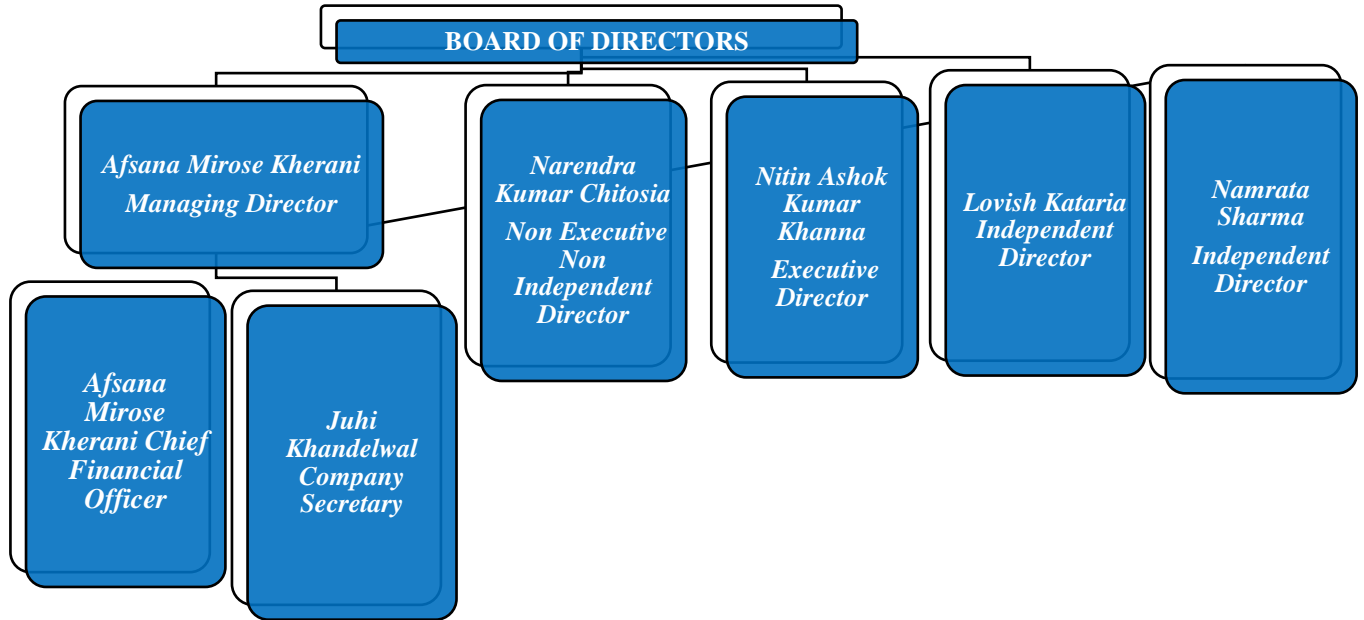 BOARD OF DIRECTORS
Afsana Mirose Kherani
Managing Director
Narendra
Kumar Chitosia
Non Executive
Non
Independent
Director
Nitin Ashok
Kumar
Khanna
Executive
Director
Lovish Kataria
Independent
Director
Namrata
Sharma
Independent
Director
Afsana
Mirose
Kherani Chief
Financial
Officer
Juhi
Khandelwal
Company
Secretary